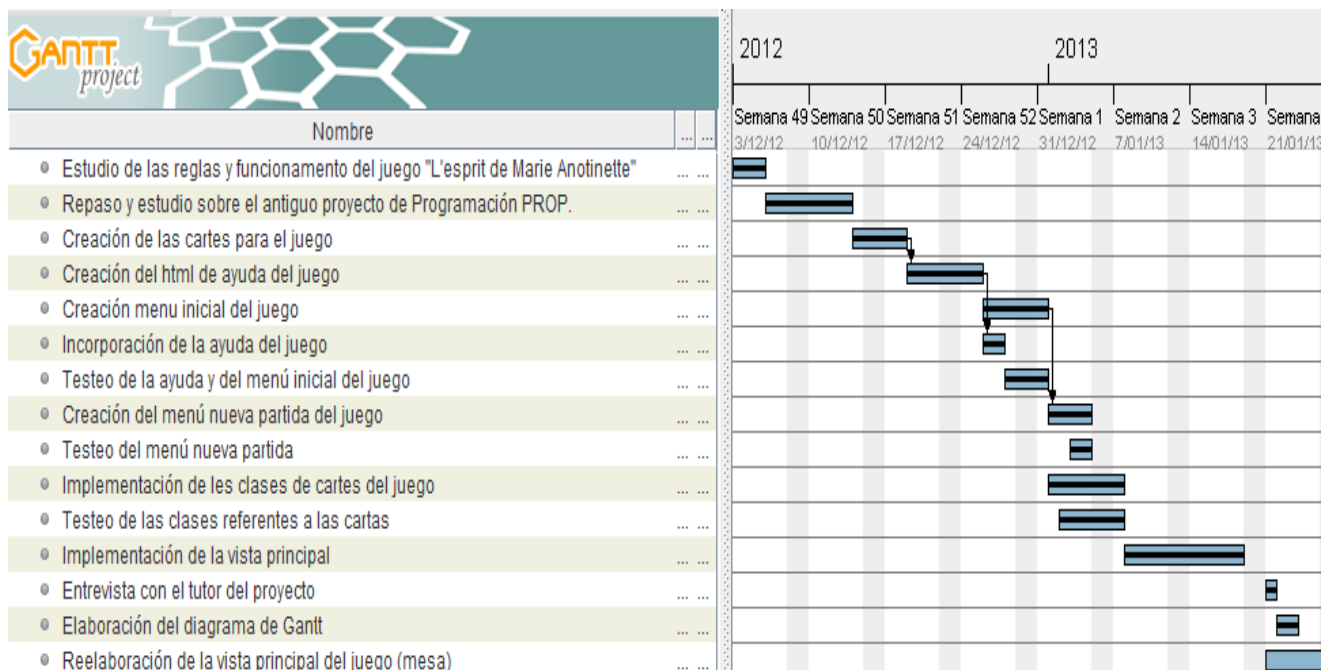 GANTT
project
2012 2013
Semana 49 Semana 50 Semana 51 Semana 52 Semana 1 Semana 2 Semana 3 Semana
3/12/12 10/12/12 17/12/12 24/12/12 31/12/12 7/01/13 14/01/13 21/01/13
Nombre ... ...
Estudio de las reglas y funcionamento del juego "L'esprit de Marie Anotinette" ... ...
Repaso y estudio sobre el antiguo proyecto de Programación PROP. ... ...
Creación de las cartes para el juego ... ...
Creación del html de ayuda del juego ... ...
Creación menu inicial del juego ... ...
Incorporación de la ayuda del juego ... ...
Testeo de la ayuda y del menú inicial del juego ... ...
Creación del menú nueva partida del juego ... ...
Testeo del menú nueva partida ... ...
Implementación de les clases de cartes del juego ... ...
Testeo de las clases referentes a las cartas ... ...
Implementación de la vista principal ... ...
Entrevista con el tutor del proyecto ... ...
Elaboración del diagrama de Gantt ... ...
Reelaboración de la vista principal del juego (mesa) ... ...